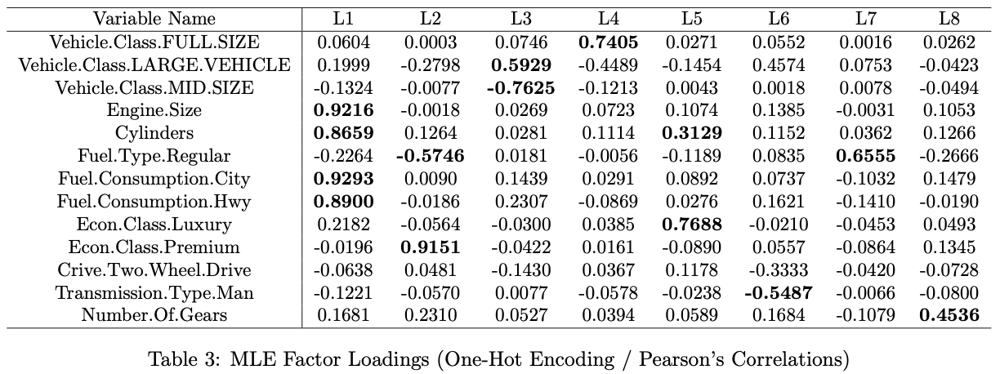 Variable Name L1 L2 L3 L4 L5 L6 L7 L8
Vehicle.Class.FULL.SIZE 0.0604 0.0003 0.0746 0.7405 0.0271 0.0552 0.0016 0.0262
Vehicle.Class.LARGE.VEHICLE 0.1999 -0.2798 0.5929 -0.4489 -0.1454 0.4574 0.0753 -0.0423
Vehicle.Class.MID.SIZE -0.1324 -0.0077 -0.7625 -0.1213 0.0043 0.0018 0.0078 -0.0494
Engine.Size 0.9216 -0.0018 0.0269 0.0723 0.1074 0.1385 -0.0031 0.1053
Cylinders 0.8659 0.1264 0.0281 0.1114 0.3129 0.1152 0.0362 0.1266
Fuel.Type.Regular -0.2264 -0.5746 0.0181 -0.0056 -0.1189 0.0835 0.6555 -0.2666
Fuel.Consumption.City 0.9293 0.0090 0.1439 0.0291 0.0892 0.0737 -0.1032 0.1479
Fuel.Consumption.Hwy 0.8900 -0.0186 0.2307 -0.0869 0.0276 0.1621 -0.1410 -0.0190
Econ.Class.Luxury 0.2182 -0.0564 -0.0300 0.0385 0.7688 -0.0210 -0.0453 0.0493
Econ.Class.Premium -0.0196 0.9151 -0.0422 0.0161 -0.0890 0.0557 -0.0864 0.1345
Crive.Two.Wheel.Drive -0.0638 0.0481 -0.1430 0.0367 0.1178 -0.3333 -0.0420 -0.0728
Transmission.Type.Man -0.1221 -0.0570 0.0077 -0.0578 -0.0238 -0.5487 -0.0066 -0.0800
Number.Of.Gears 0.1681 0.2310 0.0527 0.0394 0.0589 0.1684 -0.1079 0.4536
Table 3: MLE Factor Loadings (One-Hot Encoding / Pearson's Correlations)